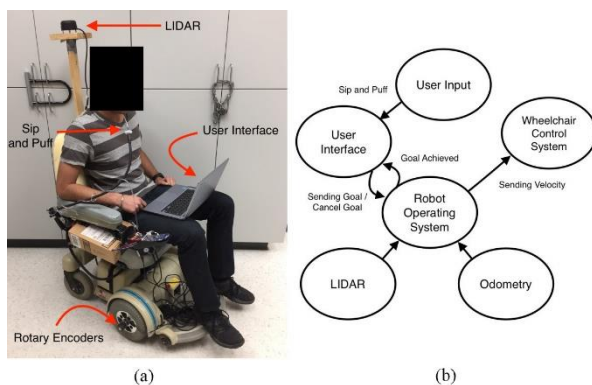 LIDAR
Sip
and Puff
User Interface
Rotary Encoders
(a)
User Input
Sip and Puff
User
Interface
Wheelchair
Control
System
Goal Achieved
Sending Goal /
Cancel Goal
Sending Velocity
Robot
Operating
System
LIDAR
Odometry
(b)